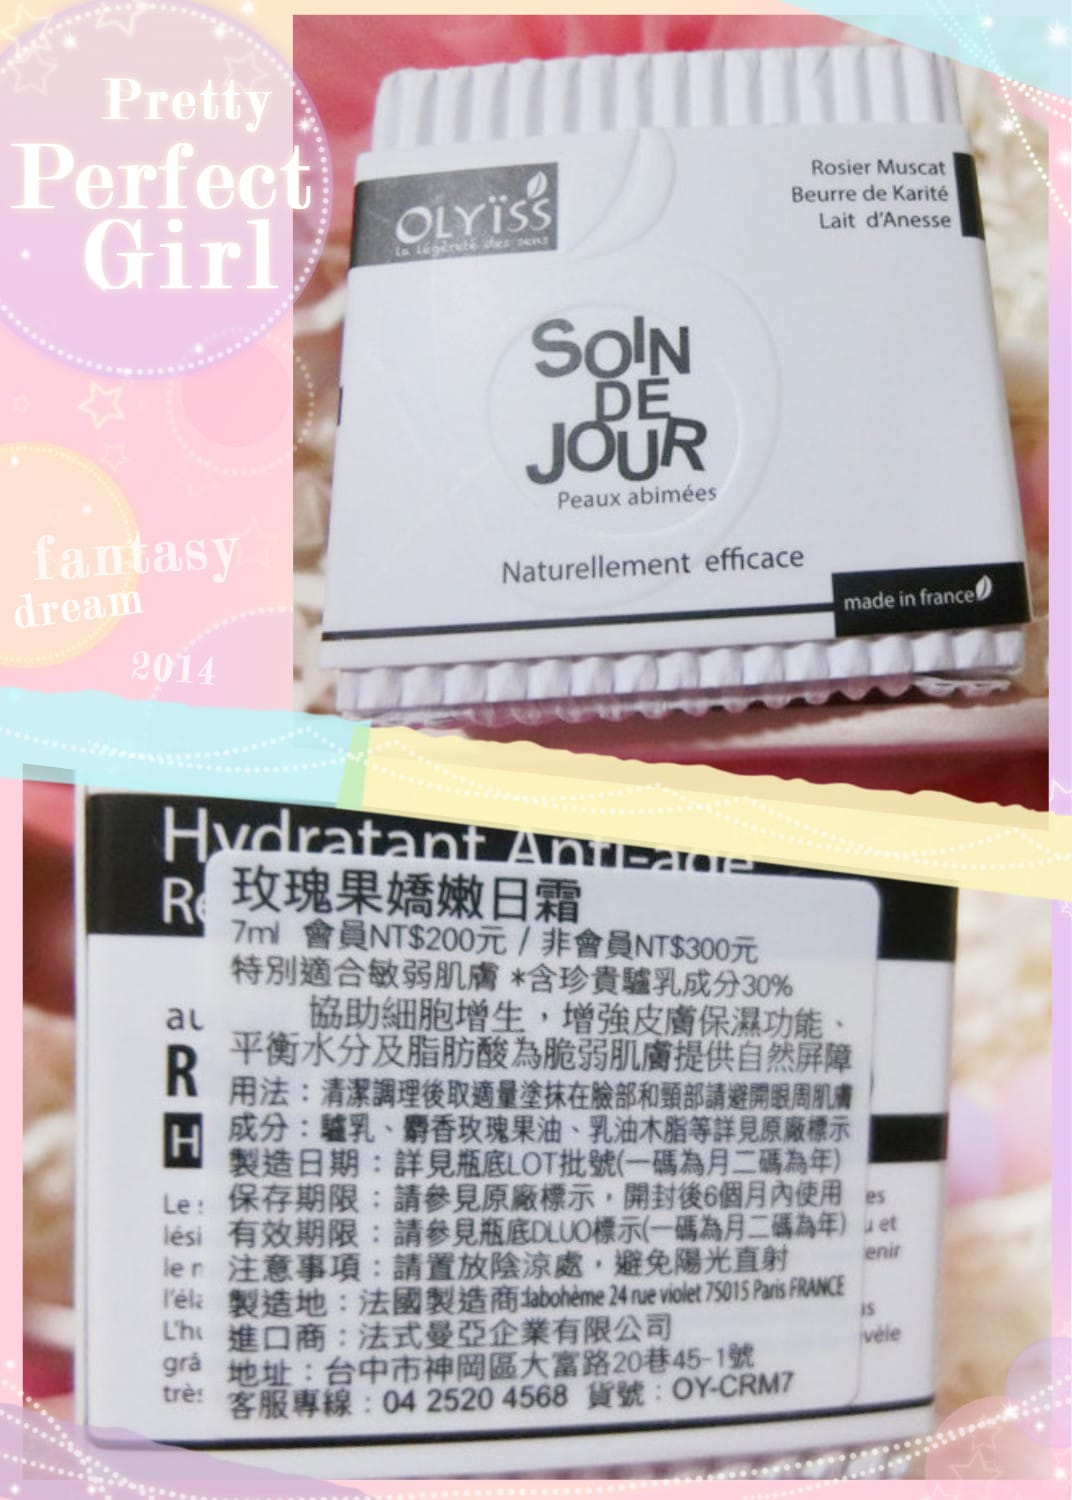 Pretty
Perfect
Girl
fantasy
dream
2014
OLYïSS
La Légèreté des sens
Rosier Muscat
Beurre de Karité
Lait d'Anesse
SOIN
DE
JOUR
Peaux abimées
Naturellement efficace
made in france
Hydratant Anti-age
玫瑰果嬌嫩日霜
7ml 會員NT$200元 / 非會員NT$300元
特別適合敏弱肌膚 *含珍貴驢乳成分30%
協助細胞增生，增強皮膚保濕功能、
平衡水分及脂肪酸為脆弱肌膚提供自然屏障
用法：清潔調理後取適量塗抹在臉部和頸部請避開眼周肌膚
成分：驢乳、麝香玫瑰果油、乳油木脂等詳見原廠標示
製造日期：詳見瓶底LOT批號(一碼為月二碼為年)
保存期限：請參見原廠標示，開封後6個月內使用
有效期限：請參見瓶底DLUO標示(一碼為月二碼為年)
注意事項：請置放陰涼處，避免陽光直射
製造地：法國製造商:labohème 24 rue violet 75015 Paris FRANCE
進口商：法式曼亞企業有限公司
地址：台中市神岡區大富路20巷45-1號
客服專線：04 2520 4568 貨號：OY-CRM7